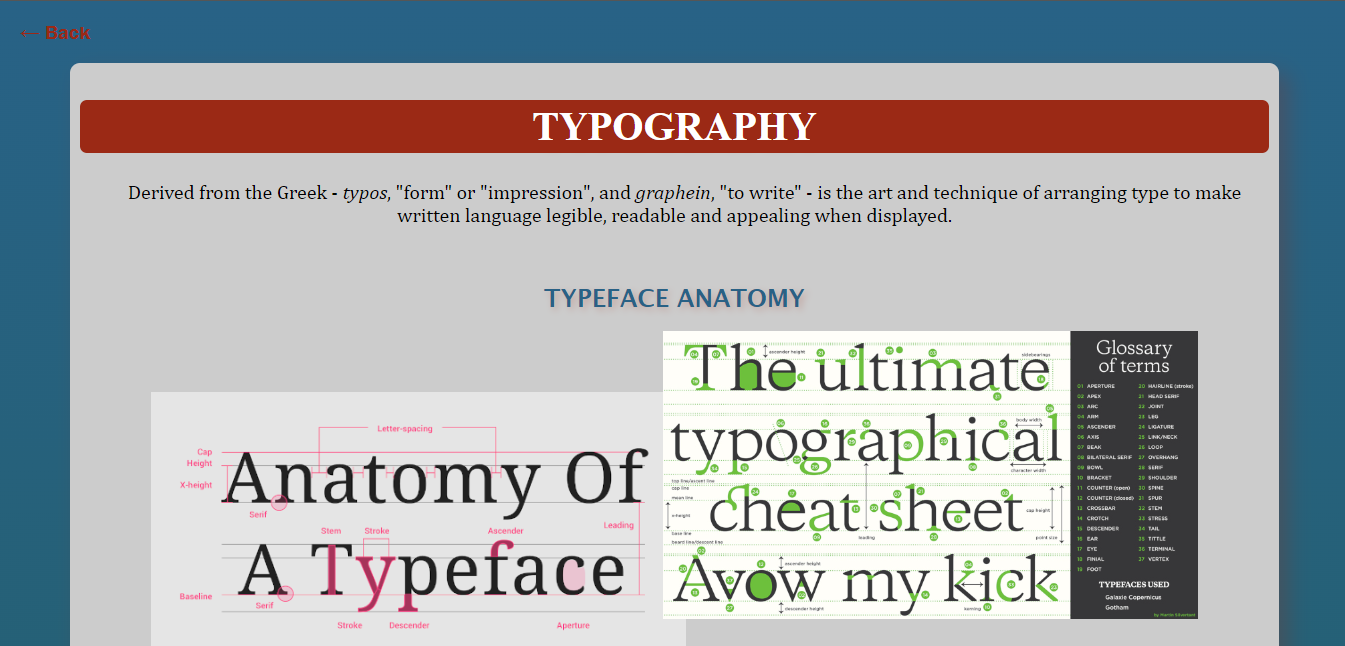 ← Back
TYPOGRAPHY
Derived from the Greek - typos, "form" or "impression", and graphein, "to write" - is the art and technique of arranging type to make
written language legible, readable and appealing when displayed.
TYPEFACE ANATOMY
Letter-spacing
Cap
Height
X-height
Anatomy Of
Serif
Stem
Stroke
Ascender
Leading
A Typeface
Baseline
Serif
Stroke
Descender
Aperture
The ultimate
ascender height
sidebearings
typographical
body width
character width
top line/ascent line
cap line
mean line
x-height
base line
beard line/descent line
cheat sheet
leading
cap height
point size
Avow my kick
ascender height
descender height
kerning
Glossary
of terms
01 APERTURE
02 APEX
03 ARC
04 ARM
05 ASCENDER
06 AXIS
07 BEAK
08 BILATERAL SERIF
09 BOWL
10 BRACKET
11 COUNTER (open)
12 COUNTER (closed)
13 CROSSBAR
14 CROTCH
15 DESCENDER
16 EAR
17 EYE
18 FINIAL
19 FOOT
20 HAIRLINE (stroke)
21 HEAD SERIF
22 JOINT
23 LEG
24 LIGATURE
25 LINK/NECK
26 LOOP
27 OVERHANG
28 SERIF
29 SHOULDER
30 SPINE
31 SPUR
32 STEM
33 STRESS
34 TAIL
35 TITTLE
36 TERMINAL
37 VERTEX
TYPEFACES USED
Galaxie Copernicus
Gotham